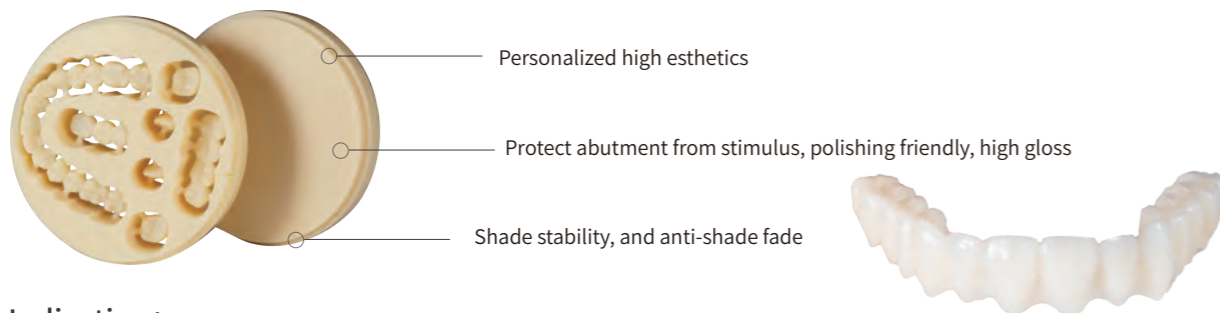 Personalized high esthetics
Protect abutment from stimulus, polishing friendly, high gloss
Shade stability, and anti-shade fade